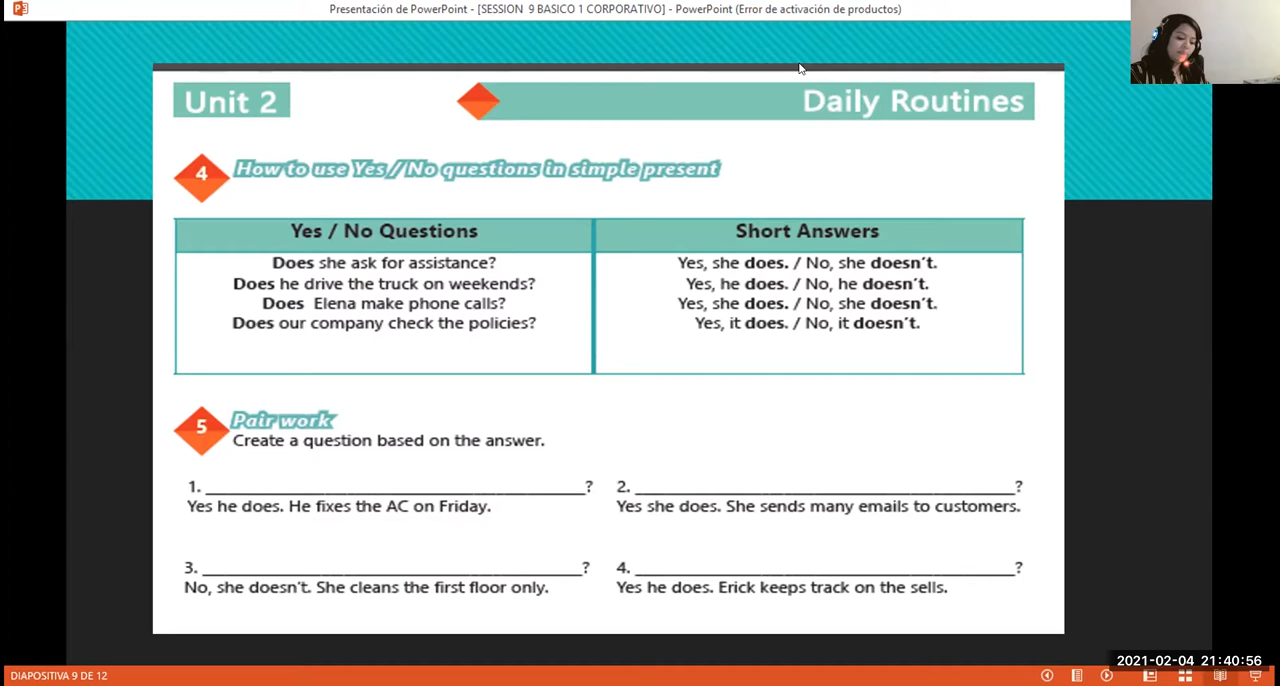 Presentación de PowerPoint - [SESSION 9 BASICO 1 CORPORATIVO] - PowerPoint (Error de activación de productos)
Unit 2
Daily Routines
4
How to use Yes / No questions in simple present
Yes / No Questions
Short Answers
Does she ask for assistance?
Yes, she does. / No, she doesn´t.
Does he drive the truck on weekends?
Yes, he does. / No, he doesn´t.
Does Elena make phone calls?
Yes, she does. / No, she doesn´t.
Does our company check the policies?
Yes, it does. / No, it doesn´t.
5
Pair work
Create a question based on the answer.
1. ______________________________?
Yes he does. He fixes the AC on Friday.
2. ______________________________?
Yes she does. She sends many emails to customers.
3. ______________________________?
No, she doesn´t. She cleans the first floor only.
4. ______________________________?
Yes he does. Erick keeps track on the sells.
2021-02-04 21:40:56
DIAPOSITIVA 9 DE 12